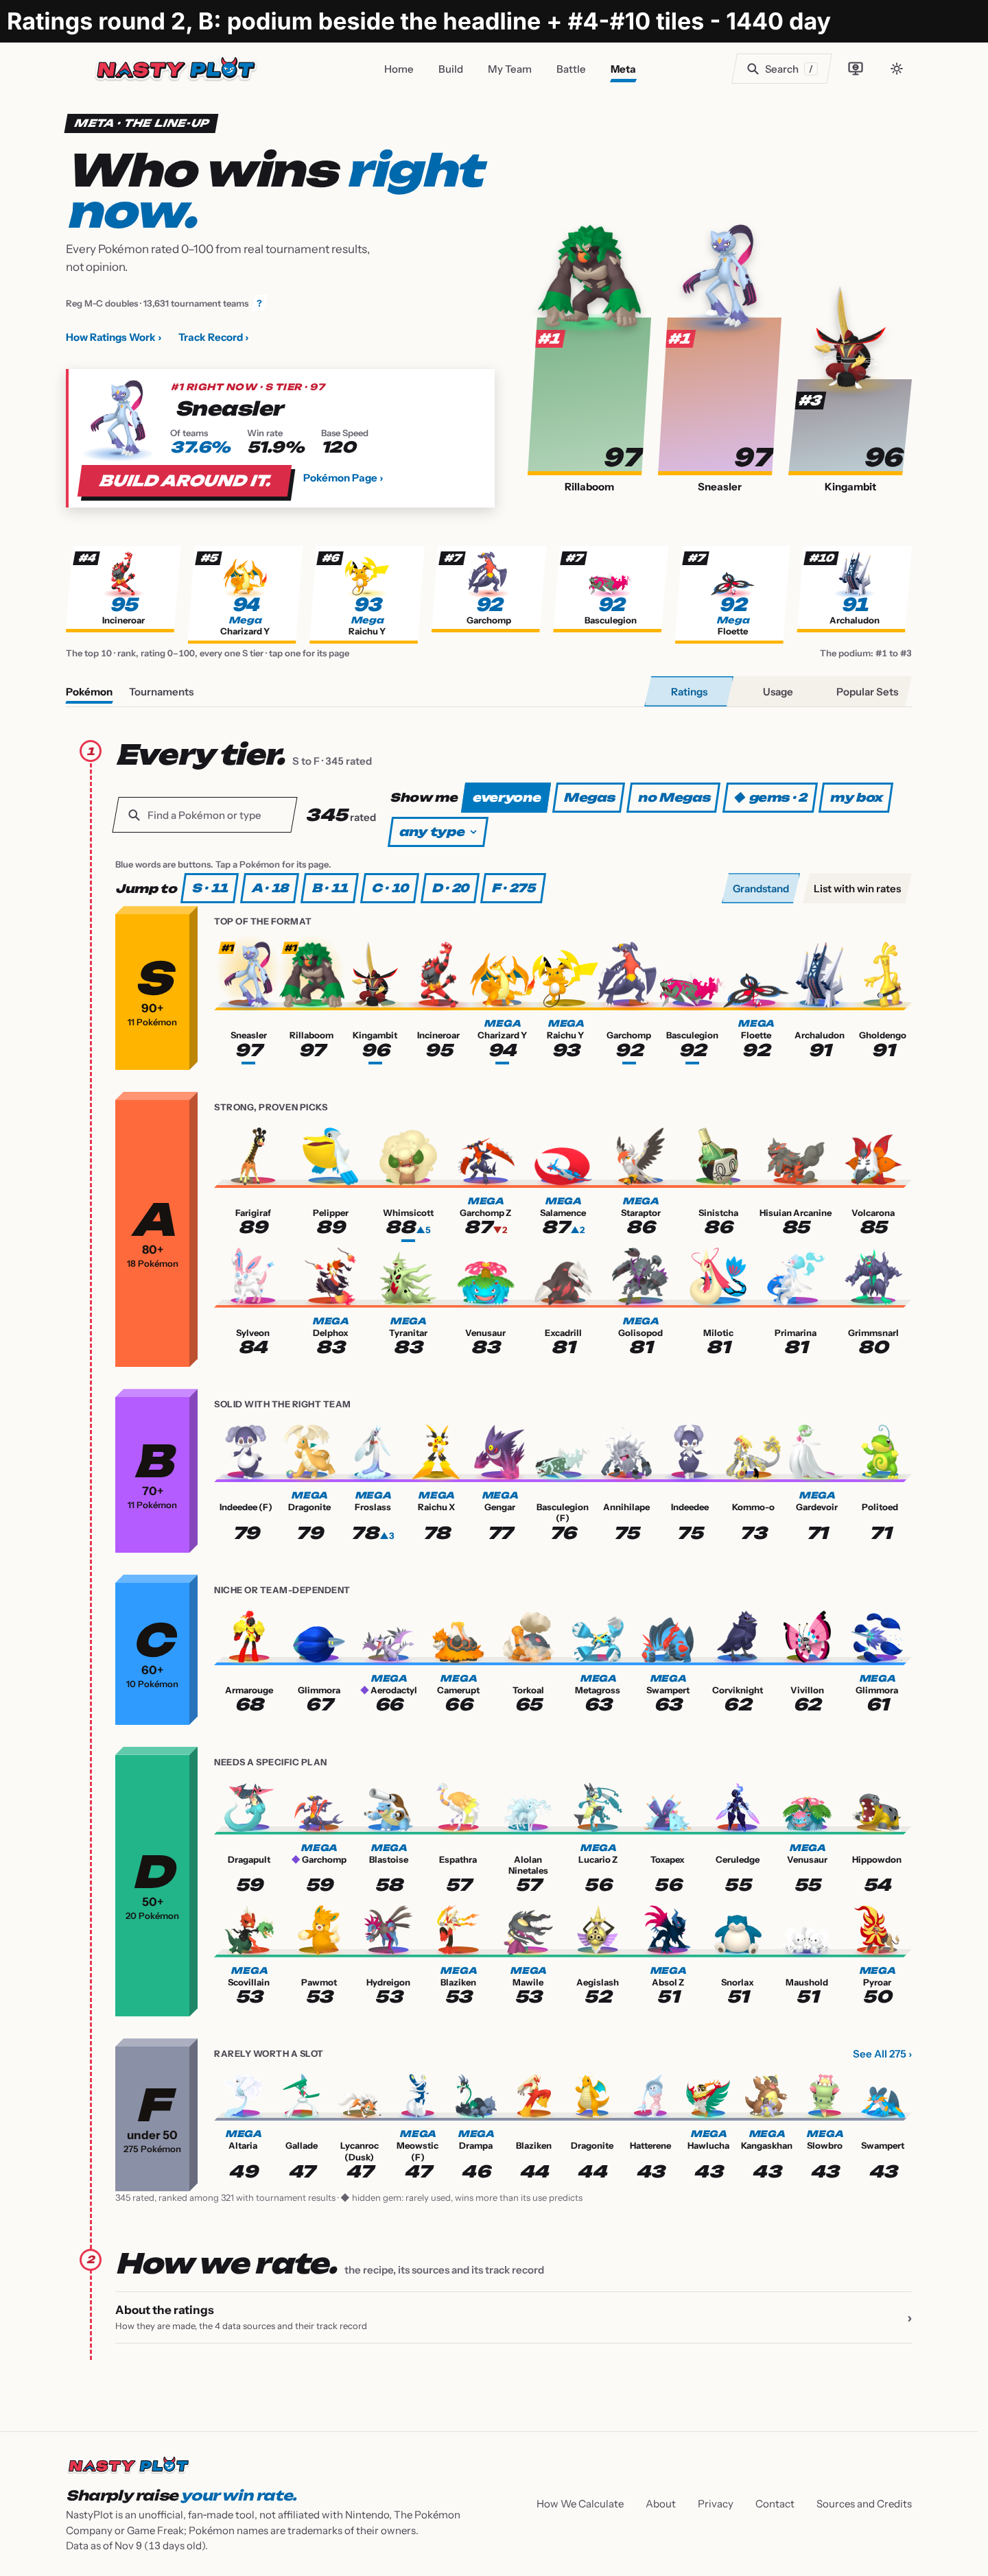 Ratings round 2, B: podium beside the headline + #4-#10 tiles - 1440 day
NASTY PLOT
Home Build My Team Battle Meta
Search /
META · THE LINE-UP
Who wins right
now.
Every Pokémon rated 0–100 from real tournament results,
not opinion.
Reg M-C doubles · 13,631 tournament teams ?
How Ratings Work › Track Record ›
#1 RIGHT NOW · S TIER · 97
Sneasler
Of teams Win rate Base Speed
37.6% 51.9% 120
BUILD AROUND IT. Pokémon Page ›
#1 #1 #3
97 97 96
Rillaboom Sneasler Kingambit
#4 #5 #6 #7 #7 #7 #10
95 94 93 92 92 92 91
Incineroar Mega Charizard Y Mega Raichu Y Garchomp Basculegion Mega Floette Archaludon
The top 10 · rank, rating 0–100, every one S tier · tap one for its page
The podium: #1 to #3
Pokémon Tournaments
Ratings Usage Popular Sets
1
Every tier. S to F · 345 rated
Find a Pokémon or type
345 rated
Show me everyone Megas no Megas ◆ gems · 2 my box
any type
Blue words are buttons. Tap a Pokémon for its page.
Jump to S · 11 A · 18 B · 11 C · 10 D · 20 F · 275
Grandstand List with win rates
S
90+
11 Pokémon
TOP OF THE FORMAT
#1 #1
MEGA MEGA MEGA
Sneasler Rillaboom Kingambit Incineroar Charizard Y Raichu Y Garchomp Basculegion Floette Archaludon Gholdengo
97 97 96 95 94 93 92 92 92 91 91
A
80+
18 Pokémon
STRONG, PROVEN PICKS
MEGA MEGA MEGA
Farigiraf Pelipper Whimsicott Garchomp Z Salamence Staraptor Sinistcha Hisuian Arcanine Volcarona
89 89 88▲5 87▼2 87▲2 86 86 85 85
MEGA MEGA MEGA
Sylveon Delphox Tyranitar Venusaur Excadrill Golisopod Milotic Primarina Grimmsnarl
84 83 83 83 81 81 81 81 80
B
70+
11 Pokémon
SOLID WITH THE RIGHT TEAM
MEGA MEGA MEGA MEGA MEGA
Indeedee (F) Dragonite Froslass Raichu X Gengar Basculegion (F) Annihilape Indeedee Kommo-o Gardevoir Politoed
79 79 78▲3 78 77 76 75 75 73 71 71
C
60+
10 Pokémon
NICHE OR TEAM-DEPENDENT
MEGA MEGA MEGA MEGA MEGA
Armarouge Glimmora ◆ Aerodactyl Camerupt Torkoal Metagross Swampert Corviknight Vivillon Glimmora
68 67 66 66 65 63 63 62 62 61
D
50+
20 Pokémon
NEEDS A SPECIFIC PLAN
MEGA MEGA MEGA MEGA
Dragapult ◆ Garchomp Blastoise Espathra Alolan Ninetales Lucario Z Toxapex Ceruledge Venusaur Hippowdon
59 59 58 57 57 56 56 55 55 54
MEGA MEGA MEGA MEGA MEGA
Scovillain Pawmot Hydreigon Blaziken Mawile Aegislash Absol Z Snorlax Maushold Pyroar
53 53 53 53 53 52 51 51 51 50
F
under 50
275 Pokémon
RARELY WORTH A SLOT
See All 275 ›
MEGA MEGA MEGA MEGA MEGA MEGA
Altaria Gallade Lycanroc (Dusk) Meowstic (F) Drampa Blaziken Dragonite Hatterene Hawlucha Kangaskhan Slowbro Swampert
49 47 47 47 46 44 44 43 43 43 43 43
345 rated, ranked among 321 with tournament results · ◆ hidden gem: rarely used, wins more than its use predicts
2
How we rate. the recipe, its sources and its track record
About the ratings
How they are made, the 4 data sources and their track record
›
NASTY PLOT
Sharply raise your win rate.
NastyPlot is an unofficial, fan-made tool, not affiliated with Nintendo, The Pokémon
Company or Game Freak; Pokémon names are trademarks of their owners.
Data as of Nov 9 (13 days old).
How We Calculate About Privacy Contact Sources and Credits